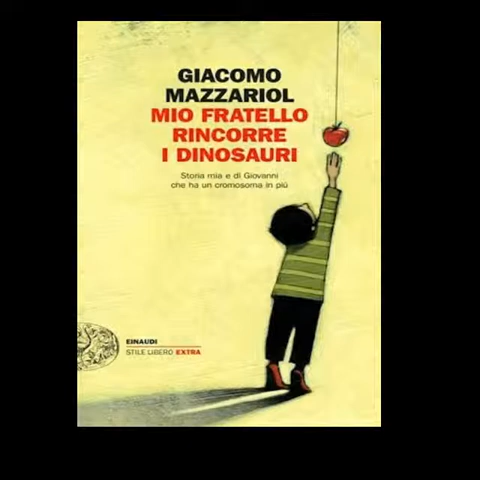 GIACOMO
MAZZARIOL
MIO FRATELLO
RINCORRE
I DINOSAURI
Storia mia e di Giovanni
che ha un cromosoma in più
EINAUDI
STILE LIBERO EXTRA